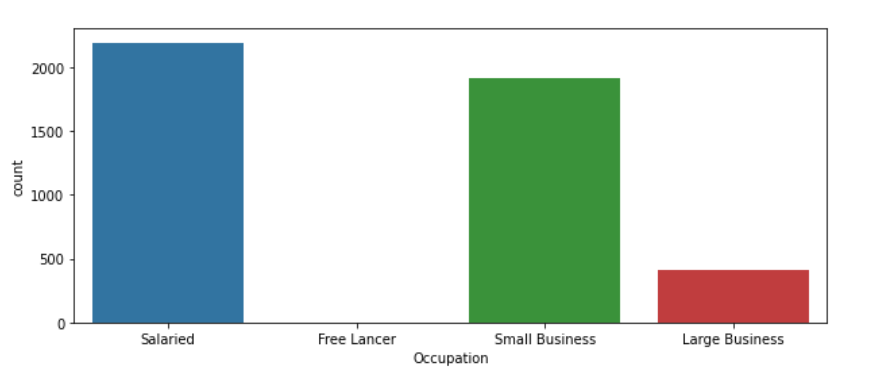 2000
1500
1000
500
0
count
Salaried Free Lancer Small Business Large Business
Occupation